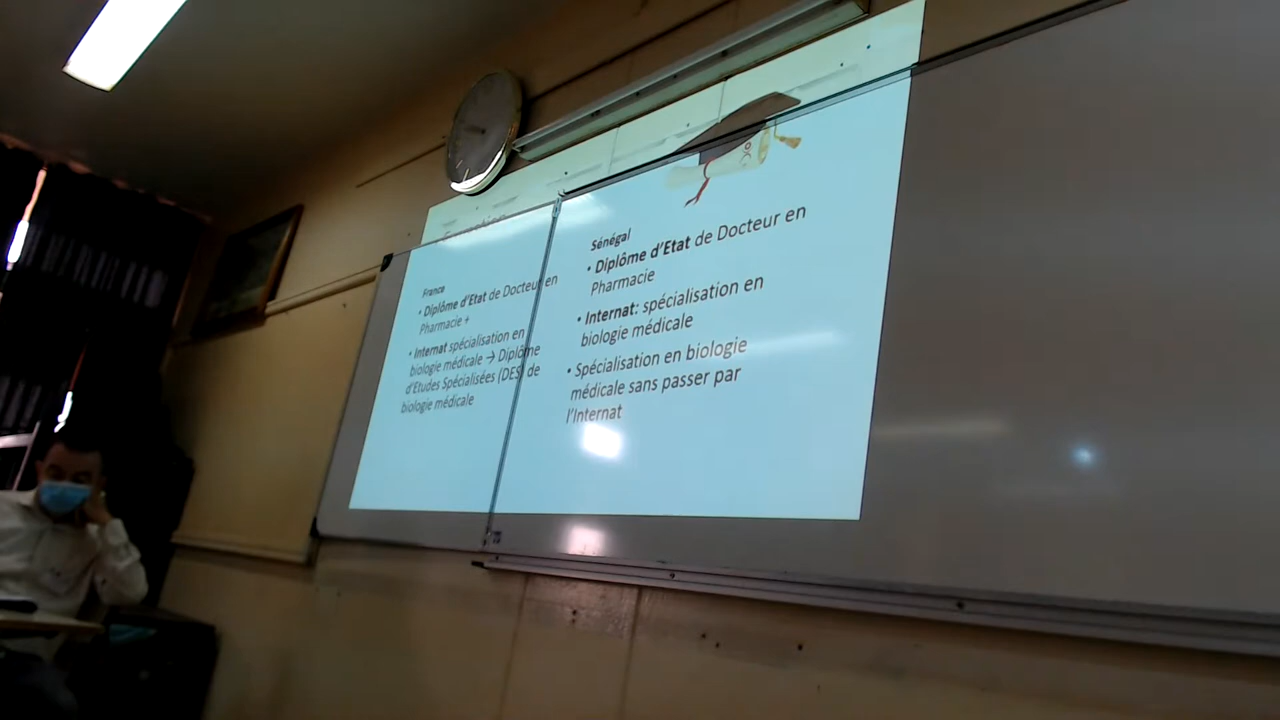 France
• Diplôme d'Etat de Docteur en
Pharmacie +
• Internat spécialisation en
biologie médicale → Diplôme
d'Etudes Spécialisées (DES) de
biologie médicale
Sénégal
• Diplôme d'Etat de Docteur en
Pharmacie
• Internat: spécialisation en
biologie médicale
• Spécialisation en biologie
médicale sans passer par
l'Internat